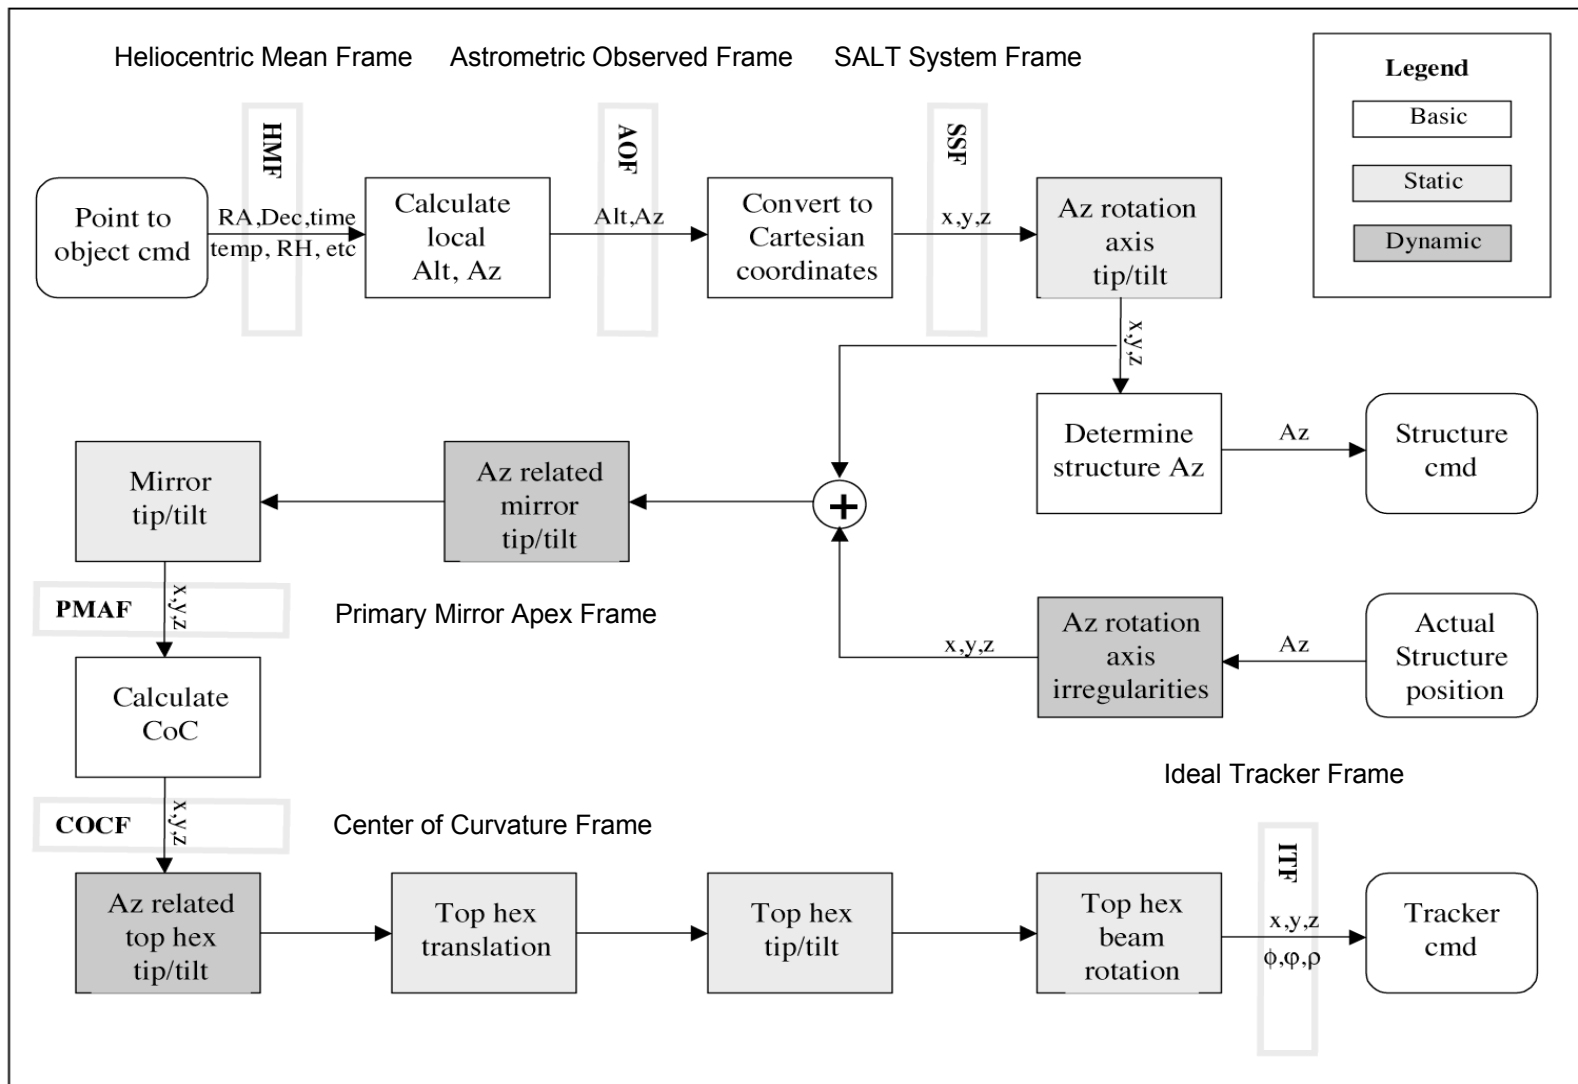 Heliocentric Mean Frame
Astrometric Observed Frame
SALT System Frame
Legend
Basic
Static
Dynamic
HMF
AOF
SSF
Point to
object cmd
RA,Dec,time
temp, RH, etc
Calculate
local
Alt, Az
Alt,Az
Convert to
Cartesian
coordinates
x,y,z
Az rotation
axis
tip/tilt
x,y,z
Determine
structure Az
Az
Structure
cmd
Mirror
tip/tilt
Az related
mirror
tip/tilt
+
PMAF
x,y,z
Primary Mirror Apex Frame
x,y,z
Az rotation
axis
irregularities
Az
Actual
Structure
position
Calculate
CoC
Ideal Tracker Frame
COCF
x,y,z
Center of Curvature Frame
ITF
Az related
top hex
tip/tilt
Top hex
translation
Top hex
tip/tilt
Top hex
beam
rotation
x,y,z
ϕ,φ,ρ
Tracker
cmd